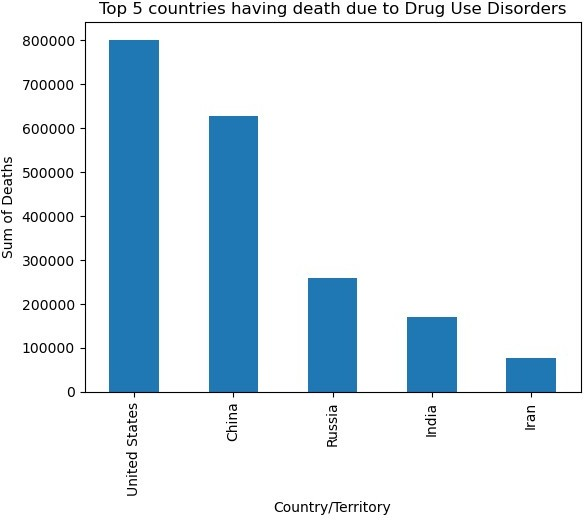 Top 5 countries having death due to Drug Use Disorders
800000
700000
600000
500000
400000
300000
200000
100000
0
Sum of Deaths
United States
China
Russia
India
Iran
Country/Territory